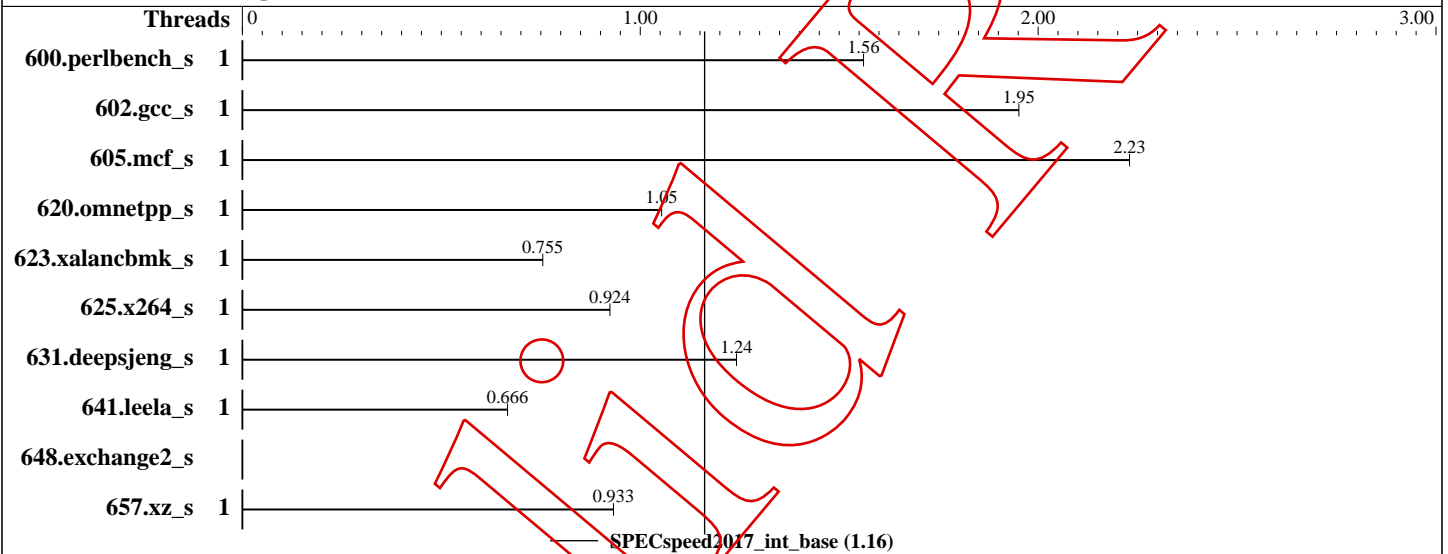 Threads 0 1.00 2.00 3.00
600.perlbench_s 1 1.56
602.gcc_s 1 1.95
605.mcf_s 1 2.23
620.omnetpp_s 1 1.05
623.xalancbmk_s 1 0.755
625.x264_s 1 0.924
631.deepsjeng_s 1 1.24
641.leela_s 1 0.666
648.exchange2_s
657.xz_s 1 0.933
SPECspeed2017_int_base (1.16)